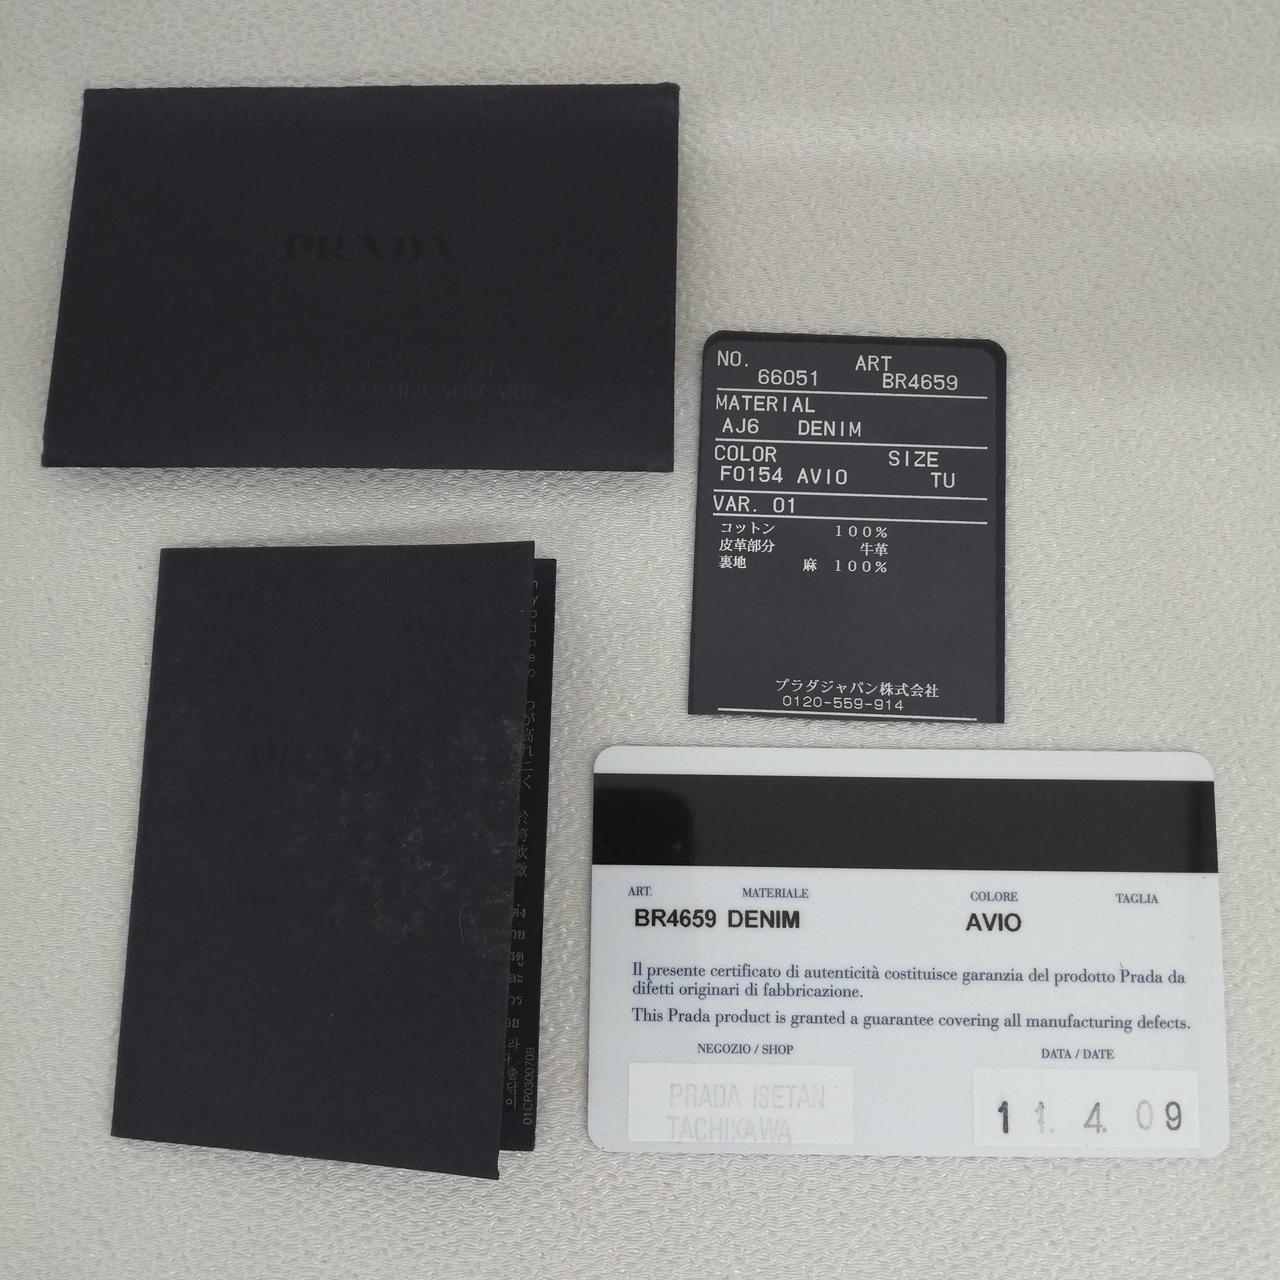 PRADA
NO. ART
66051 BR4659
MATERIAL
AJ6 DENIM
COLOR SIZE
F0154 AVIO TU
VAR. 01
コットン 100%
皮革部分 牛革
裏地 麻 100%
プラダジャパン株式会社
0120-559-914
PRADA
01CP0300709
ART. MATERIALE COLORE TAGLIA
BR4659 DENIM AVIO
Il presente certificato di autenticità costituisce garanzia del prodotto Prada da
difetti originari di fabbricazione.
This Prada product is granted a guarantee covering all manufacturing defects.
NEGOZIO / SHOP DATA / DATE
PRADA ISETAN
TACHIKAWA
11. 4. 09